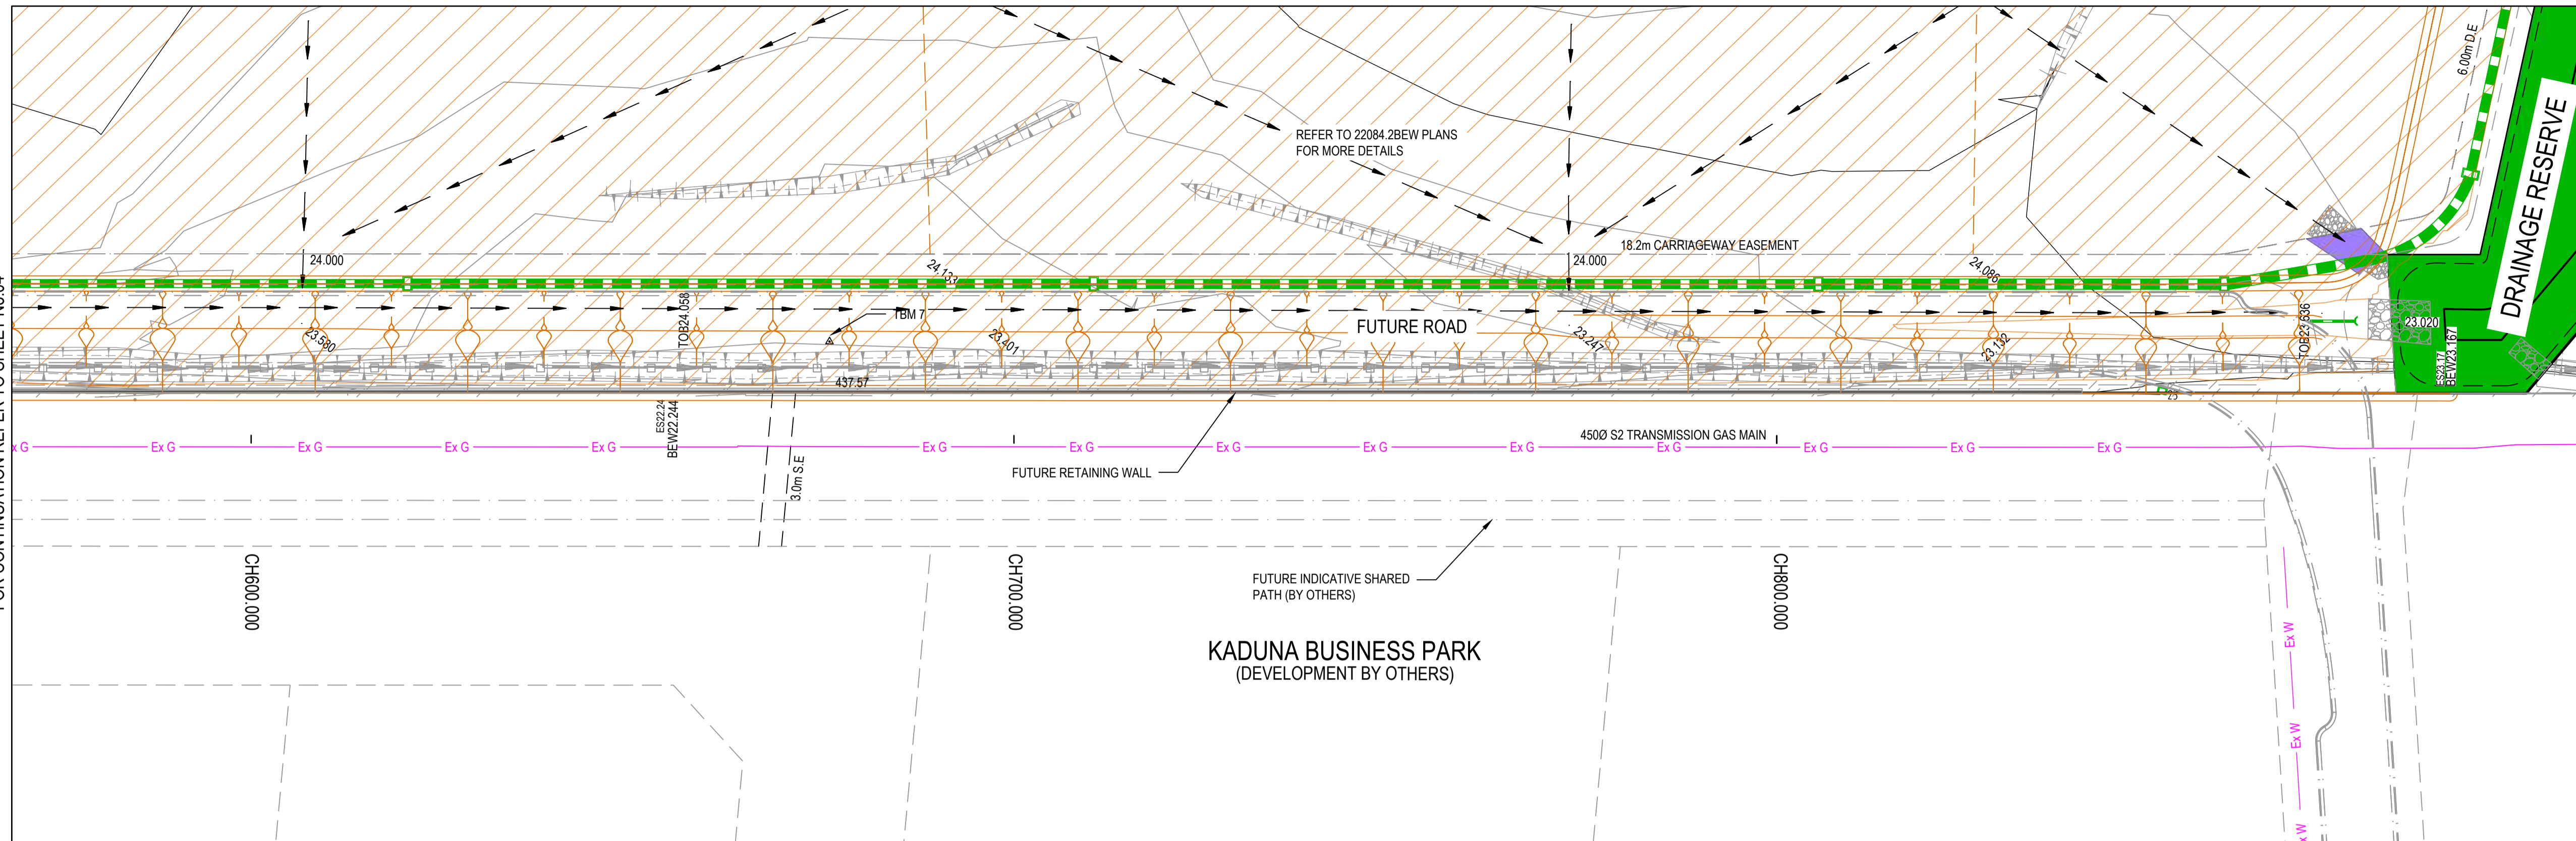 6.00m D.E
DRAINAGE RESERVE
REFER TO 22084.2BEW PLANS
FOR MORE DETAILS
18.2m CARRIAGEWAY EASEMENT
24.000
24.133
24.000
24.086
TOB24.058
TBM 7
FUTURE ROAD
TOB23.636
23.020
23.580
23.401
23.247
23.132
ES23.17
BEW23.167
437.57
ES22.24
BEW22.244
450Ø S2 TRANSMISSION GAS MAIN
x G
Ex G
Ex G
Ex G
Ex G
Ex G
Ex G
Ex G
Ex G
Ex G
Ex G
Ex G
Ex G
Ex G
FUTURE RETAINING WALL
3.0m S.E
CH600.000
CH700.000
CH800.000
FUTURE INDICATIVE SHARED
PATH (BY OTHERS)
KADUNA BUSINESS PARK
(DEVELOPMENT BY OTHERS)
Ex W
Ex W
x W